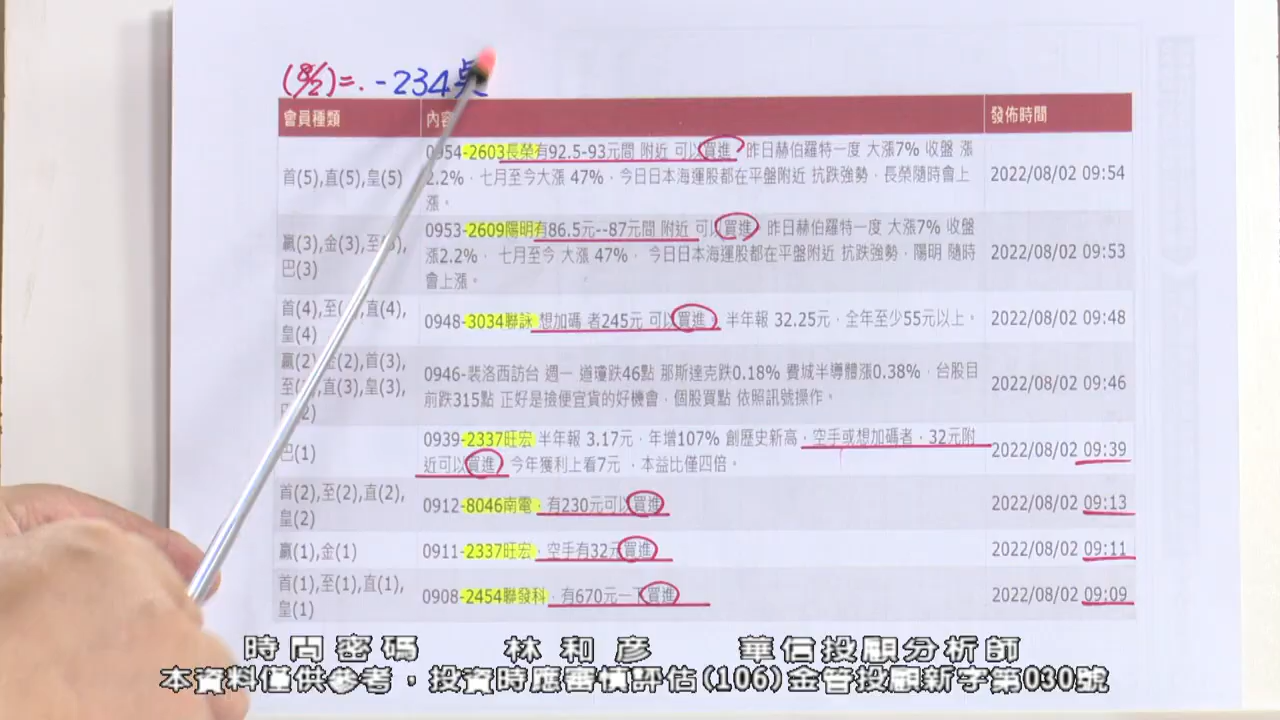 (8/2)=. -234點
會員種類 內容 發佈時間
0954-2603長榮有92.5-93元間 附近 可以買進，昨日赫伯羅特一度 大漲7% 收盤 漲
首(5),直(5),皇(5) 2.2%，七月至今大漲 47%，今日日本海運股都在平盤附近 抗跌強勢，長榮隨時會上 2022/08/02 09:54
漲。
0953-2609陽明有86.5元--87元間 附近 可以買進，昨日赫伯羅特一度 大漲7% 收盤
贏(3),金(3),至(3), 漲2.2%， 七月至今 大漲 47%， 今日日本海運股都在平盤附近 抗跌強勢，陽明 隨時 2022/08/02 09:53
巴(3) 會上漲。
首(4),至(4),直(4), 0948-3034聯詠 想加碼 者245元 可以買進，半年報 32.25元，全年至少55元以上。 2022/08/02 09:48
皇(4)
贏(2),金(2),首(3), 0946-裴洛西訪台 週一 道瓊跌46點 那斯達克跌0.18% 費城半導體漲0.38%，台股目
至(3),直(3),皇(3), 前跌315點 正好是撿便宜貨的好機會，個股買點 依照訊號操作。 2022/08/02 09:46
巴(2)
0939-2337旺宏 半年報 3.17元，年增107% 創歷史新高，空手或想加碼者，32元附
巴(1) 近可以買進 今年獲利上看7元 ，本益比僅四倍。 2022/08/02 09:39
首(2),至(2),直(2), 0912-8046南電，有230元可以買進 2022/08/02 09:13
皇(2)
贏(1),金(1) 0911-2337旺宏，空手有32元買進 2022/08/02 09:11
首(1),至(1),直(1), 0908-2454聯發科，有670元一下買進 2022/08/02 09:09
皇(1)
時間密碼 林和彥 華信投顧分析師
本資料僅供參考，投資時應審慎評估(106)金管投顧新字第030號